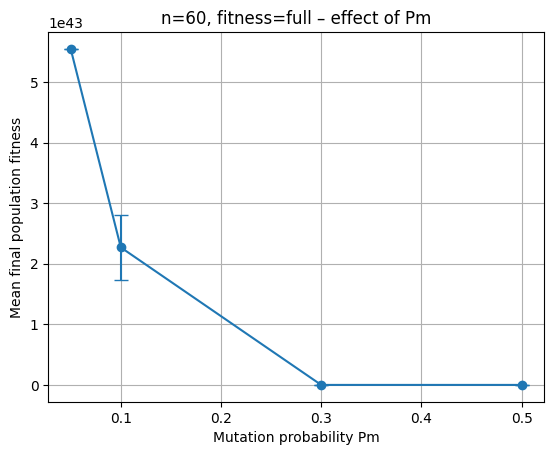 n=60, fitness=full – effect of Pm
1e43
5
4
3
2
1
0
Mean final population fitness
0.1 0.2 0.3 0.4 0.5
Mutation probability Pm